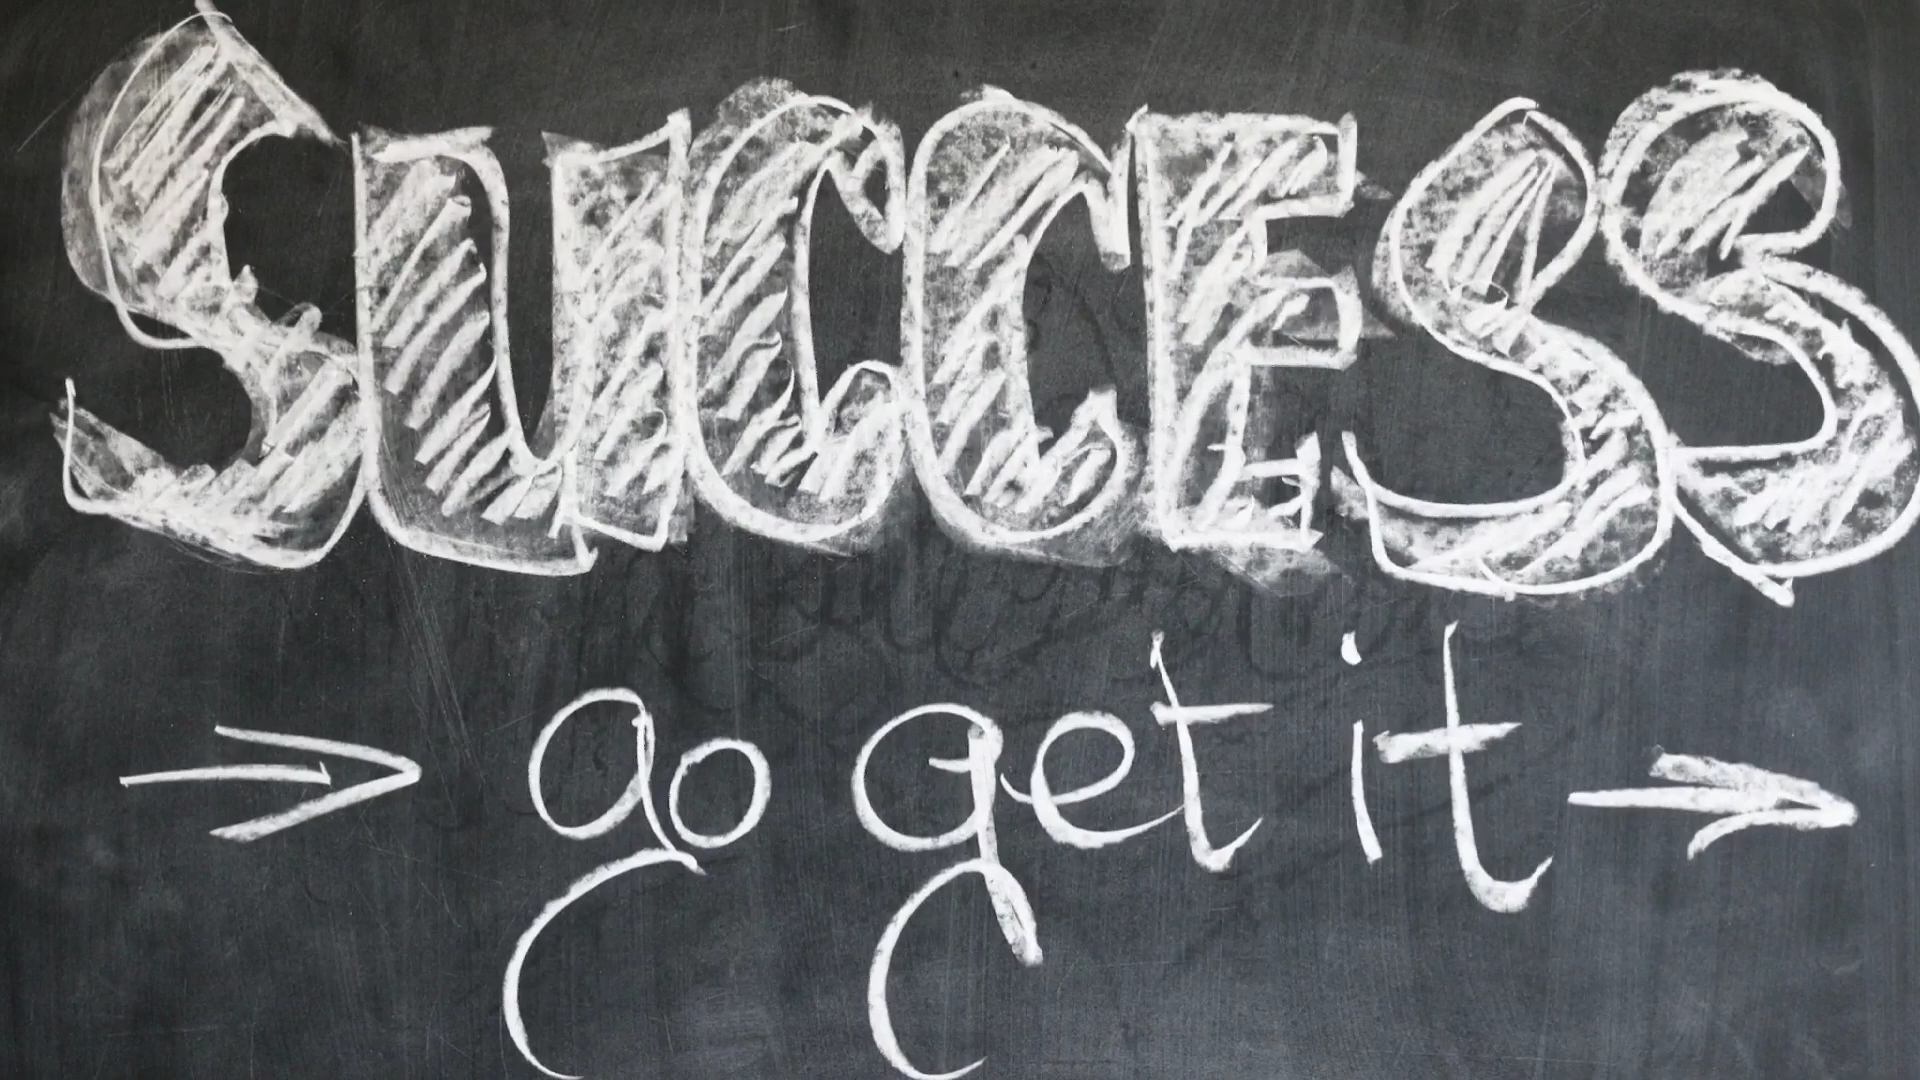 SUCCESS
→ go get it →